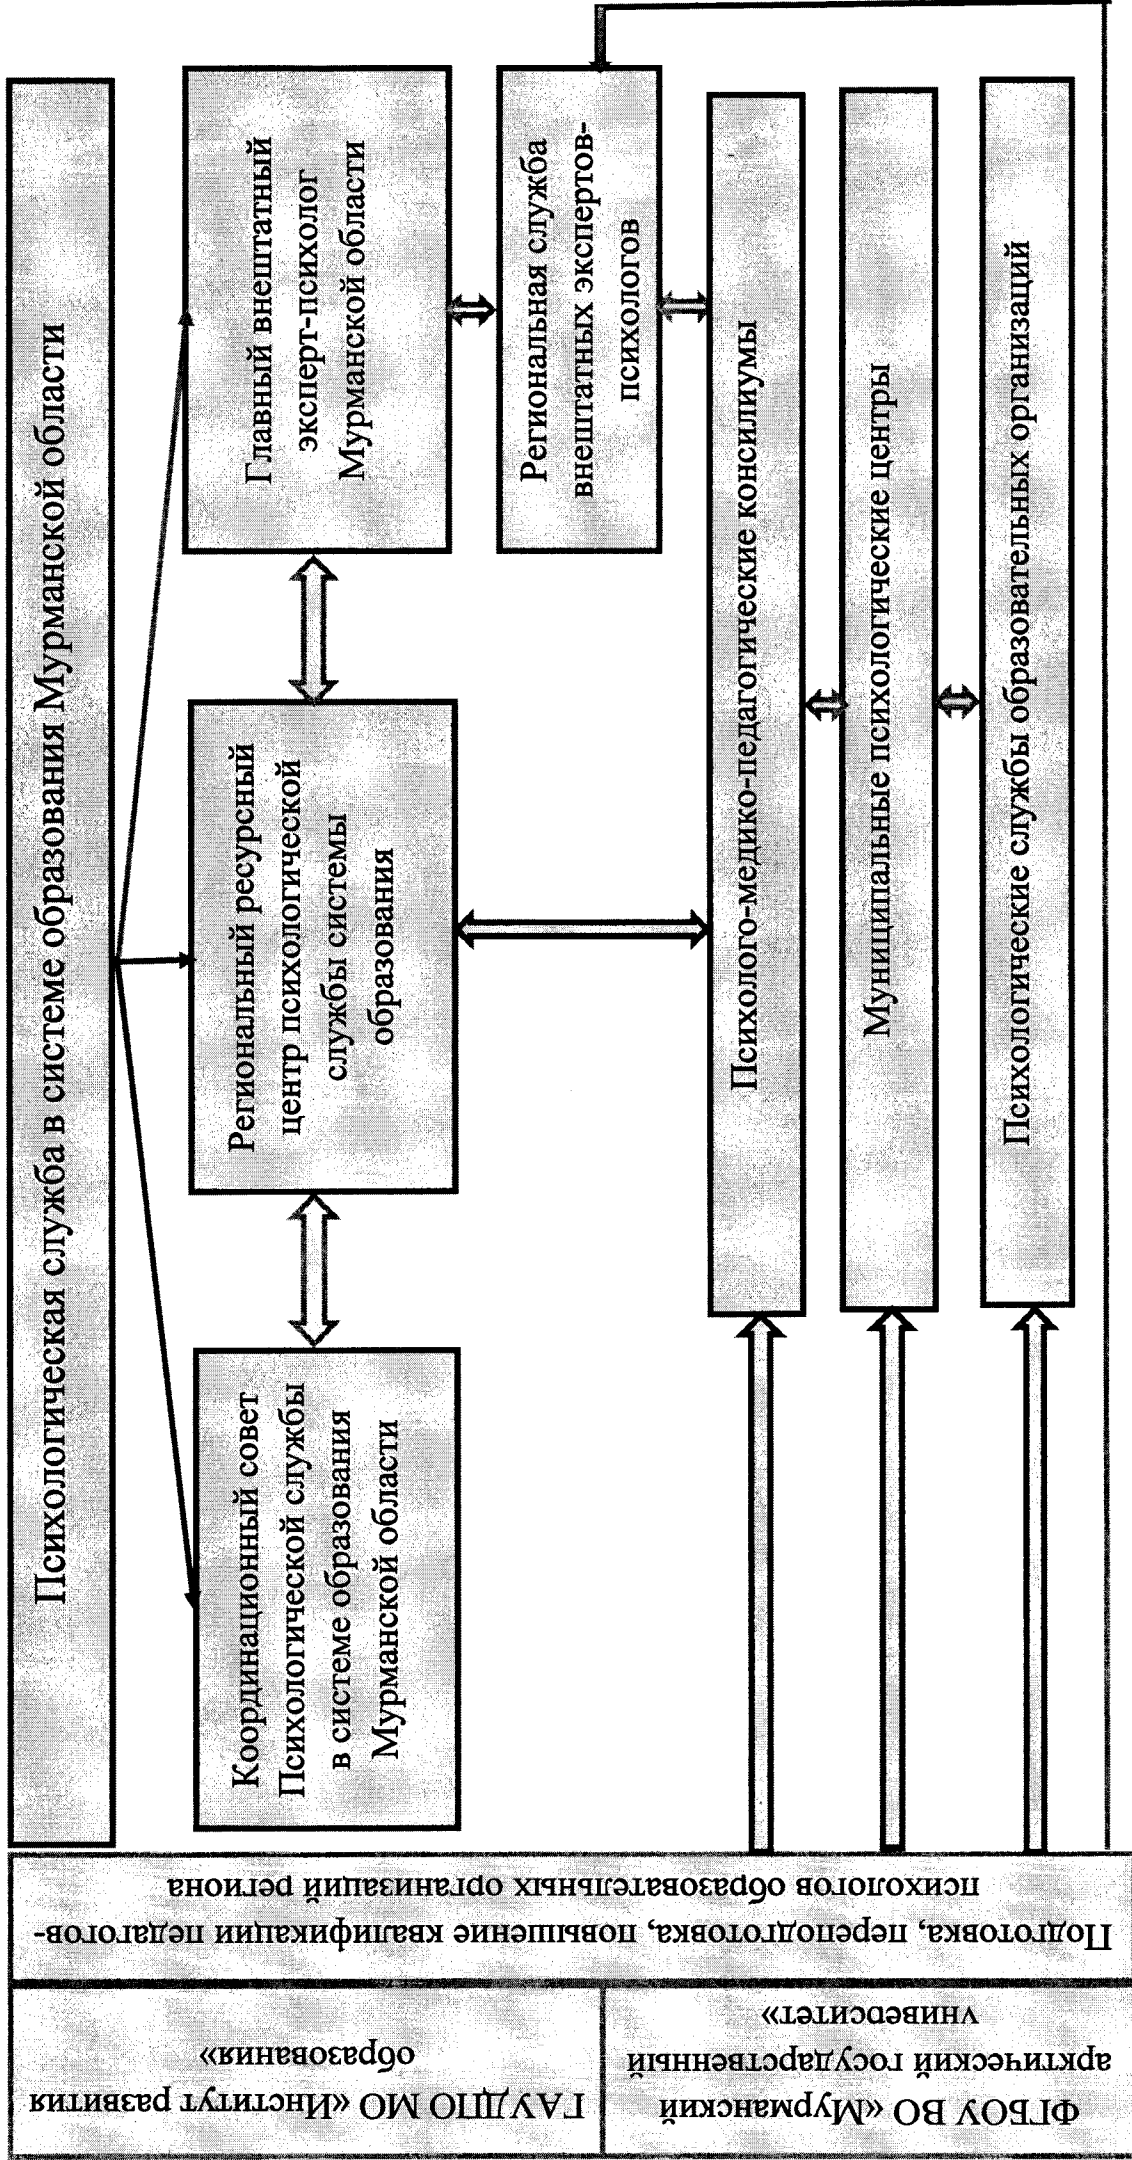 Психологическая служба в системе образования Мурманской области
Координационный совет
Психологической службы
в системе образования
Мурманской области
Региональный ресурсный
центр психологической
службы системы
образования
Главный внештатный
эксперт-психолог
Мурманской области
Региональная служба
внештатных экспертов-
психологов
Психолого-медико-педагогические консилиумы
Муниципальные психологические центры
Психологические службы образовательных организаций
Подготовка, переподготовка, повышение квалификации педагогов-
психологов образовательных организаций региона
ГАУДПО МО «Институт развития
образования»
ФГБОУ ВО «Мурманский
арктический государственный
университет»